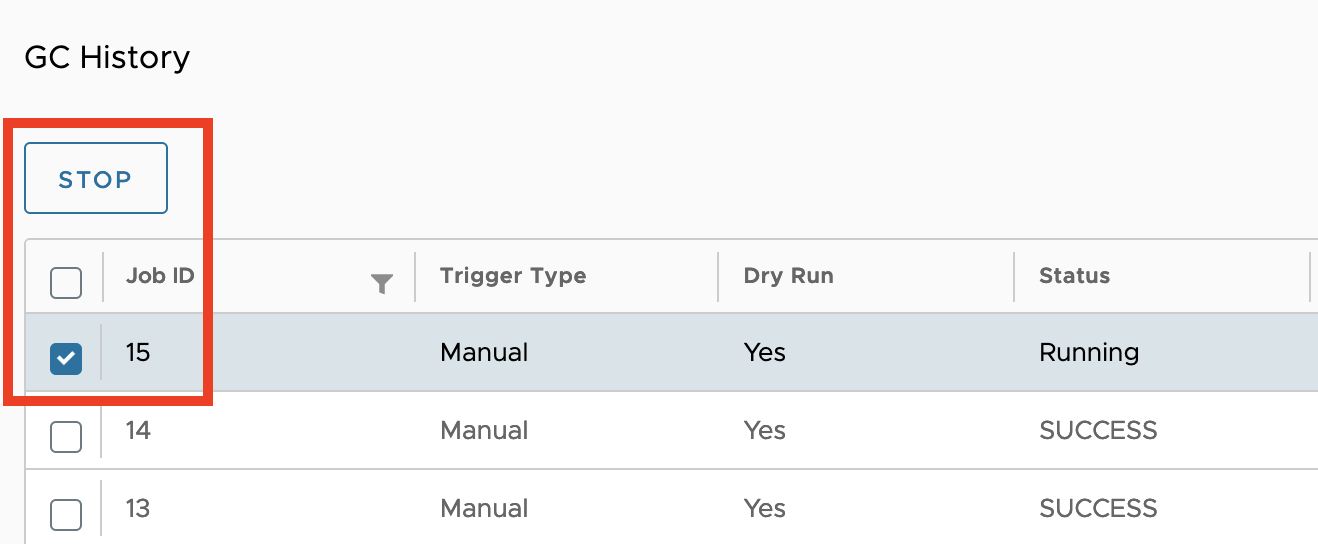 GC History
STOP
Job ID Trigger Type Dry Run Status
15 Manual Yes Running
14 Manual Yes SUCCESS
13 Manual Yes SUCCESS